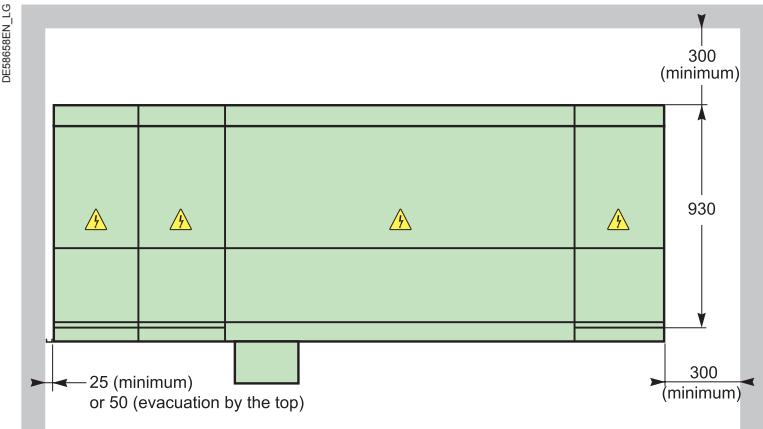 DE58658EN_LG
300
(minimum)
930
25 (minimum)
or 50 (evacuation by the top)
300
(minimum)